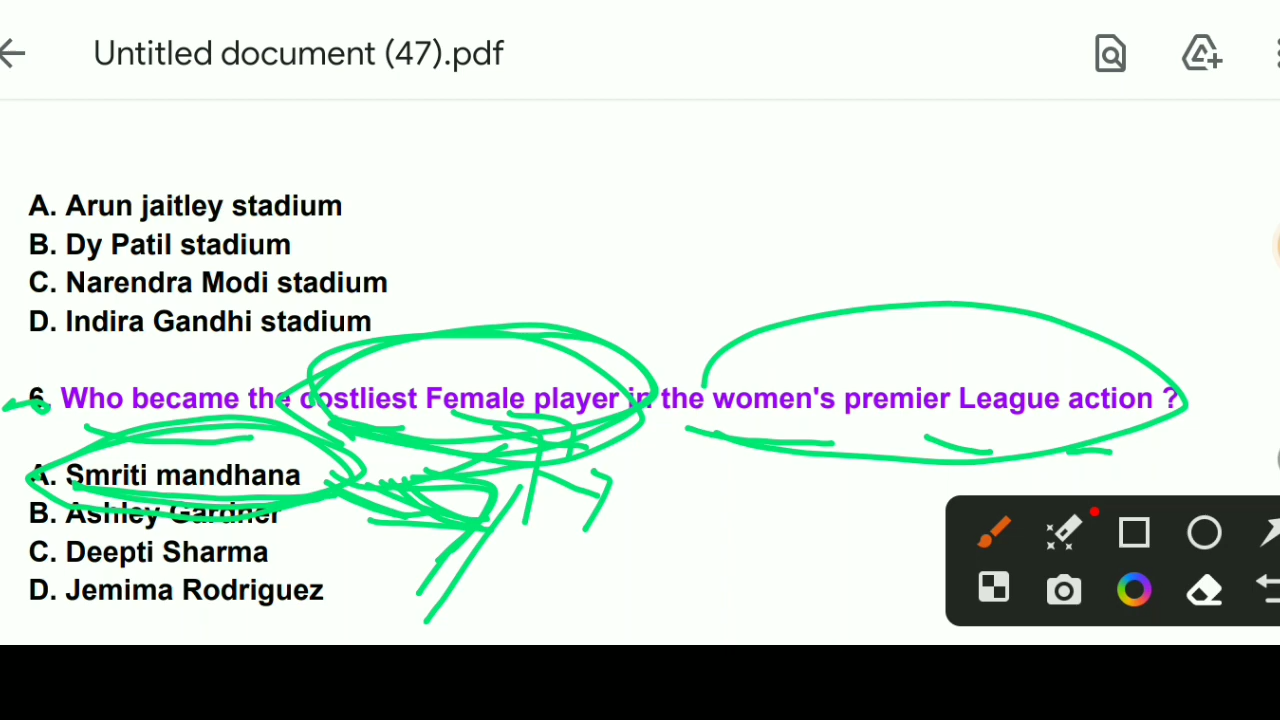 Untitled document (47).pdf
A. Arun jaitley stadium
B. Dy Patil stadium
C. Narendra Modi stadium
D. Indira Gandhi stadium
6. Who became the costliest Female player in the women's premier League action ?
A. Smriti mandhana
B. Ashley Gardner
C. Deepti Sharma
D. Jemima Rodriguez